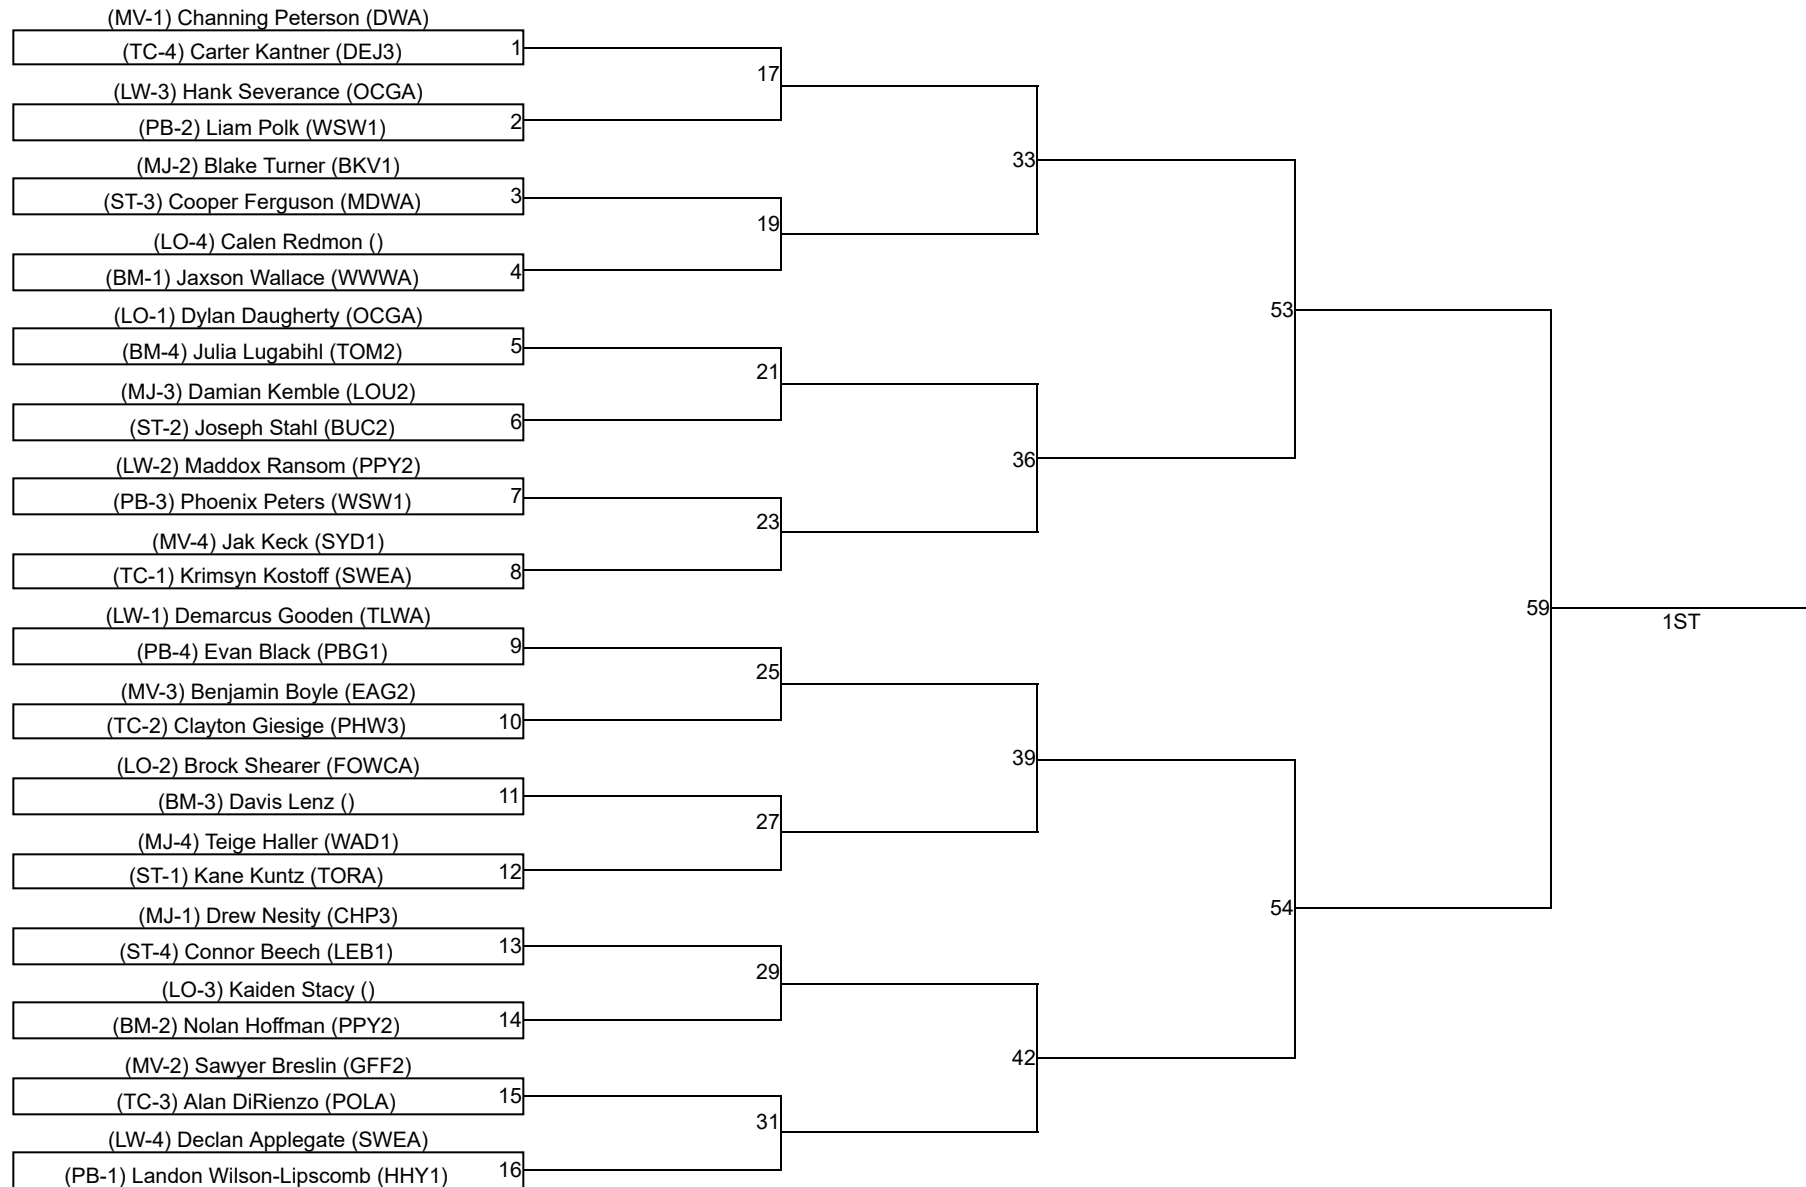 (MV-1) Channing Peterson (DWA)
(TC-4) Carter Kantner (DEJ3)
1
17
(LW-3) Hank Severance (OCGA)
(PB-2) Liam Polk (WSW1)
2
33
(MJ-2) Blake Turner (BKV1)
(ST-3) Cooper Ferguson (MDWA)
3
19
(LO-4) Calen Redmon ()
(BM-1) Jaxson Wallace (WWWA)
4
53
(LO-1) Dylan Daugherty (OCGA)
(BM-4) Julia Lugabihl (TOM2)
5
21
(MJ-3) Damian Kemble (LOU2)
(ST-2) Joseph Stahl (BUC2)
6
36
(LW-2) Maddox Ransom (PPY2)
(PB-3) Phoenix Peters (WSW1)
7
23
(MV-4) Jak Keck (SYD1)
(TC-1) Krimsyn Kostoff (SWEA)
8
59
1ST
(LW-1) Demarcus Gooden (TLWA)
(PB-4) Evan Black (PBG1)
9
25
(MV-3) Benjamin Boyle (EAG2)
(TC-2) Clayton Giesige (PHW3)
10
39
(LO-2) Brock Shearer (FOWCA)
(BM-3) Davis Lenz ()
11
27
(MJ-4) Teige Haller (WAD1)
(ST-1) Kane Kuntz (TORA)
12
54
(MJ-1) Drew Nesity (CHP3)
(ST-4) Connor Beech (LEB1)
13
29
(LO-3) Kaiden Stacy ()
(BM-2) Nolan Hoffman (PPY2)
14
42
(MV-2) Sawyer Breslin (GFF2)
(TC-3) Alan DiRienzo (POLA)
15
31
(LW-4) Declan Applegate (SWEA)
(PB-1) Landon Wilson-Lipscomb (HHY1)
16